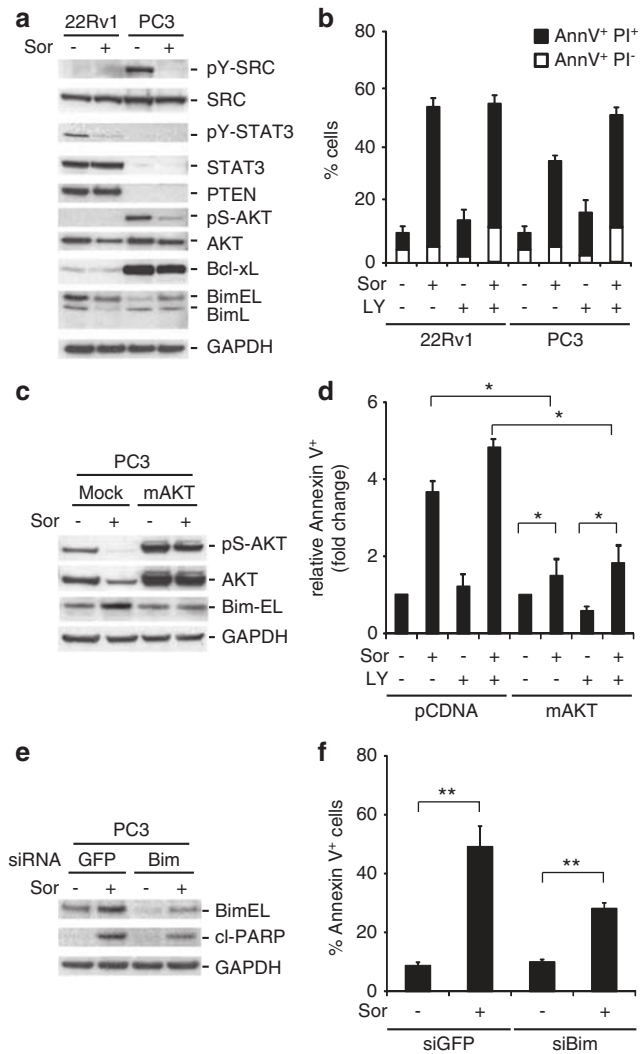 a
22Rv1 PC3
Sor - + - +
pY-SRC
SRC
pY-STAT3
STAT3
PTEN
pS-AKT
AKT
Bcl-xL
BimEL
BimL
GAPDH
b
AnnV+ PI+
AnnV+ PI-
% cells
80
60
40
20
0
Sor - + - + - + - +
LY - - + + - - + +
22Rv1 PC3
c
PC3
Mock mAKT
Sor - + - +
pS-AKT
AKT
Bim-EL
GAPDH
d
relative Annexin V+
(fold change)
6
4
2
0
* * * *
Sor - + - + - + - +
LY - - + + - - + +
pCDNA mAKT
e
PC3
siRNA GFP Bim
Sor - + - +
BimEL
cl-PARP
GAPDH
f
% Annexin V+ cells
80
60
40
20
0
** **
Sor - + - +
siGFP siBim